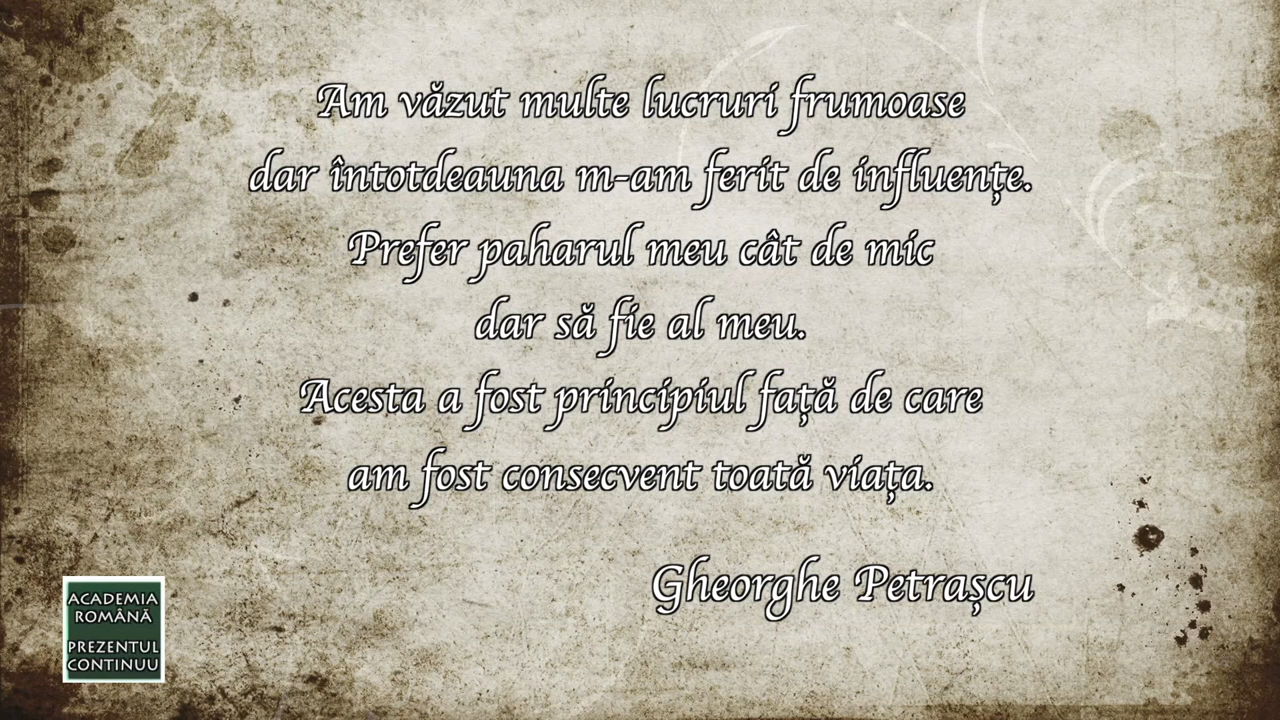 Am văzut multe lucruri frumoase
dar întotdeauna m-am ferit de influențe.
Prefer paharul meu cât de mic
dar să fie al meu.
Acesta a fost principiul față de care
am fost consecvent toată viața.
Gheorghe Petrașcu
ACADEMIA
ROMÂNĂ
PREZENTUL
CONTINUU